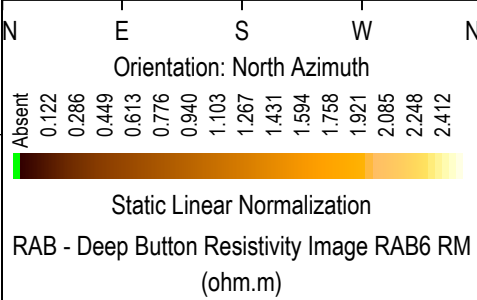 N E S W N
Orientation: North Azimuth
Absent 0.122 0.286 0.449 0.613 0.776 0.940 1.103 1.267 1.431 1.594 1.758 1.921 2.085 2.248 2.412
Static Linear Normalization
RAB - Deep Button Resistivity Image RAB6 RM
(ohm.m)